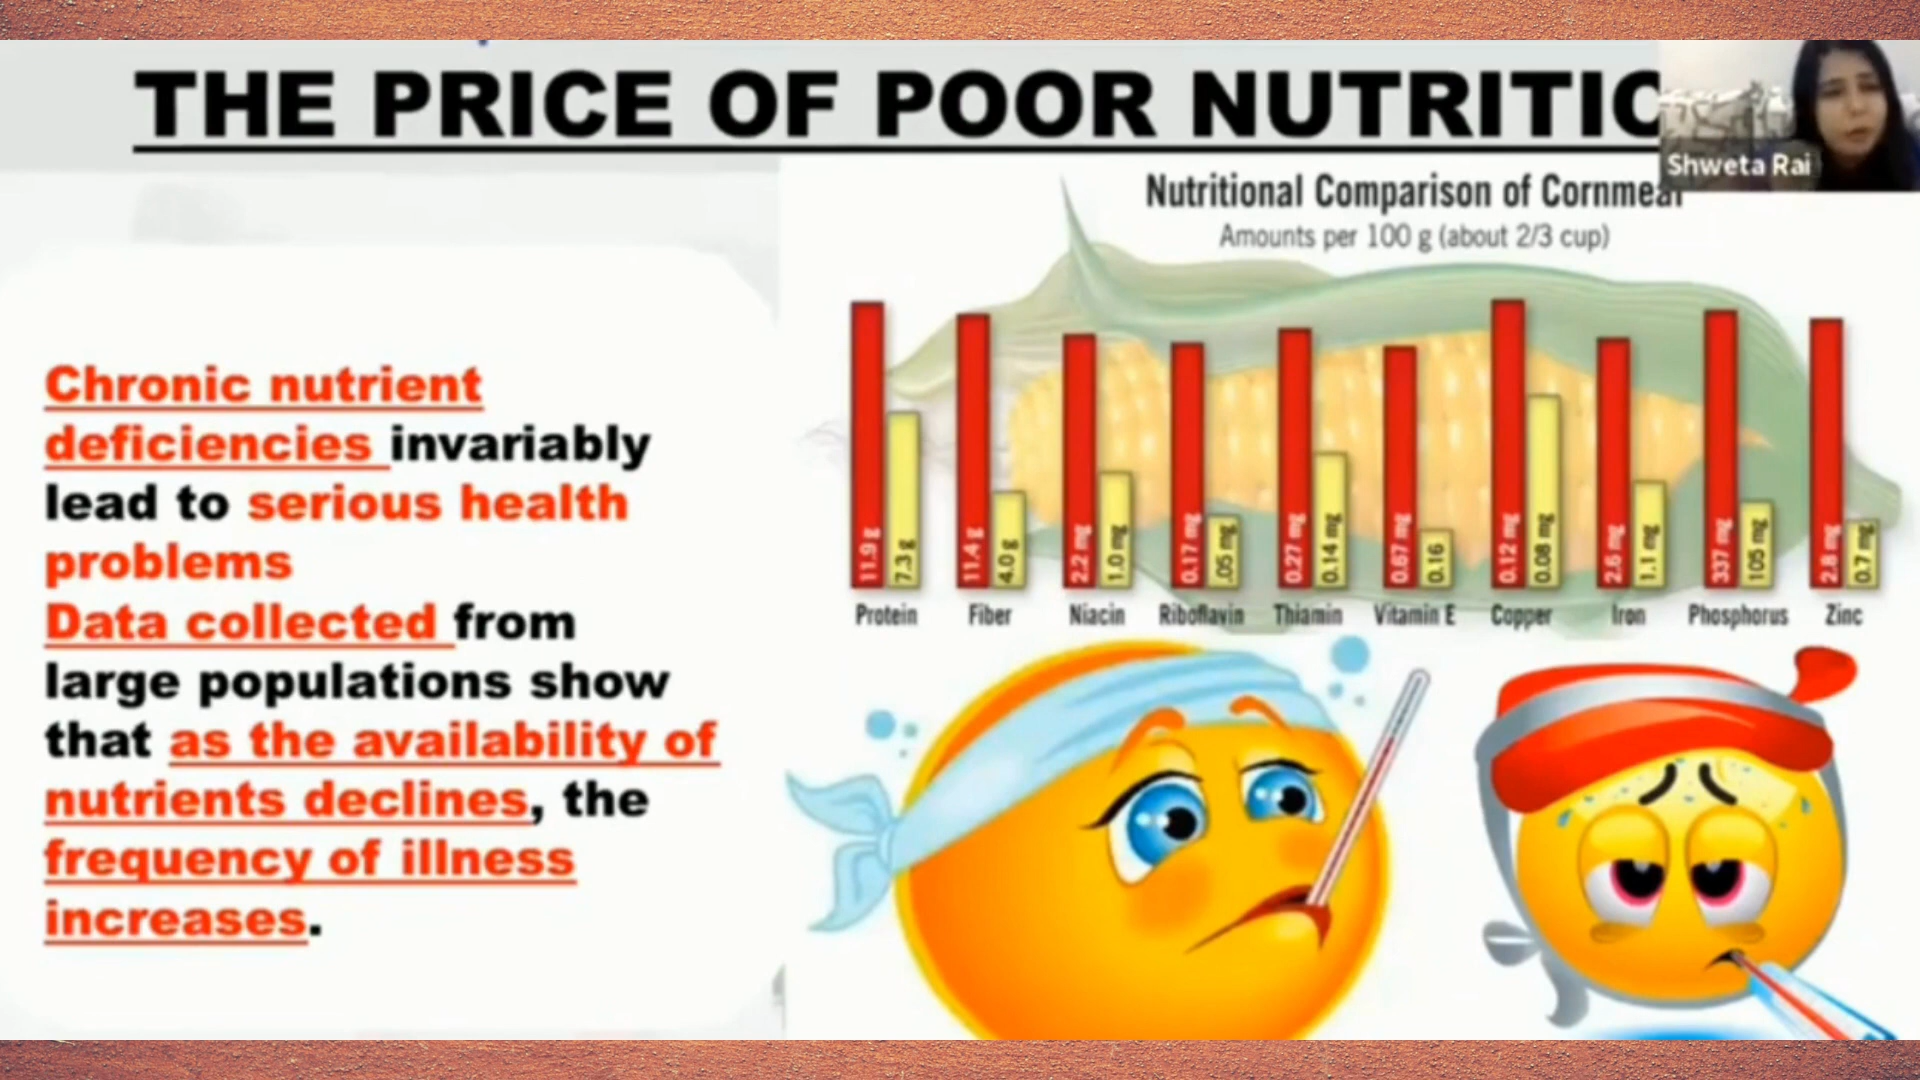 THE PRICE OF POOR NUTRITIO
Shweta Rai
Nutritional Comparison of Cornmeal
Amounts per 100 g (about 2/3 cup)
Chronic nutrient
deficiencies invariably
lead to serious health
problems
Data collected from
large populations show
that as the availability of
nutrients declines, the
frequency of illness
increases.
11.9 g 7.3 g 11.4 g 4.0 g 2.2 mg 1.0 mg 0.17 mg .05 mg 0.27 mg 0.14 mg 0.67 mg 0.16 0.12 mg 0.08 mg 2.6 mg 1.1 mg 337 mg 105 mg 2.8 mg 0.7 mg
Protein Fiber Niacin Riboflavin Thiamin Vitamin E Copper Iron Phosphorus Zinc